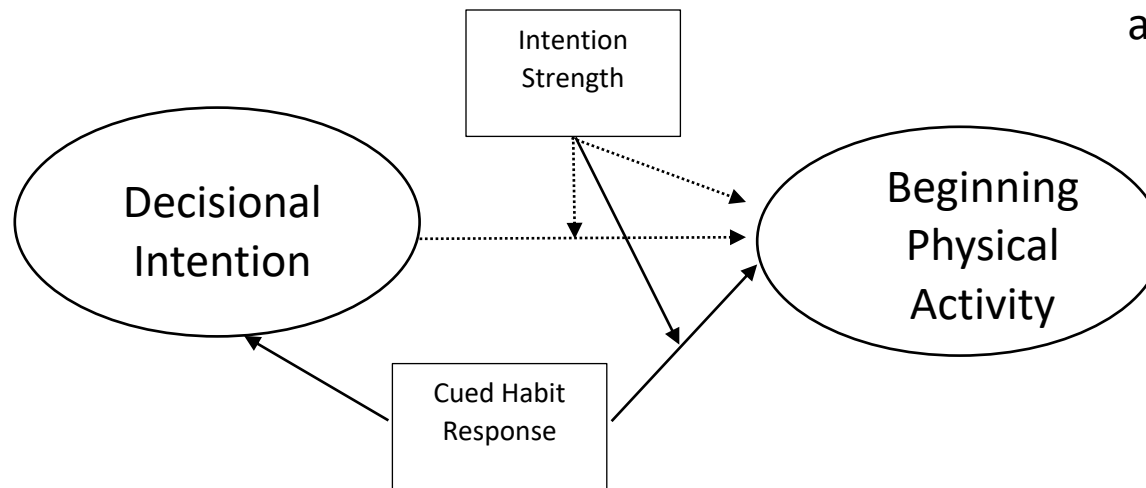 a
Intention
Strength
Decisional
Intention
Beginning
Physical
Activity
Cued Habit
Response